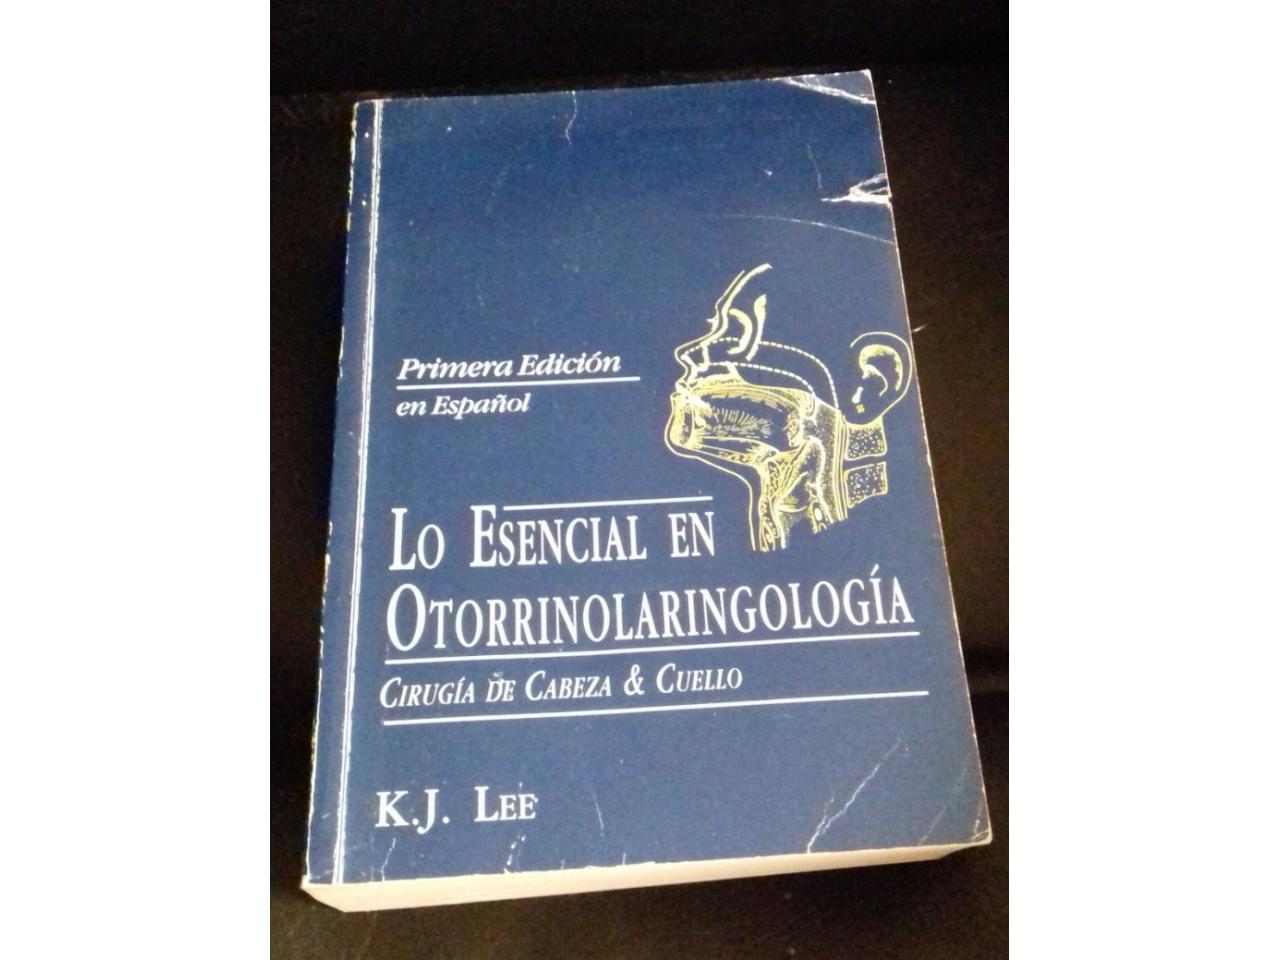 Primera Edición
en Español
LO ESENCIAL EN
OTORRINOLARINGOLOGÍA
CIRUGÍA DE CABEZA & CUELLO
K.J. LEE